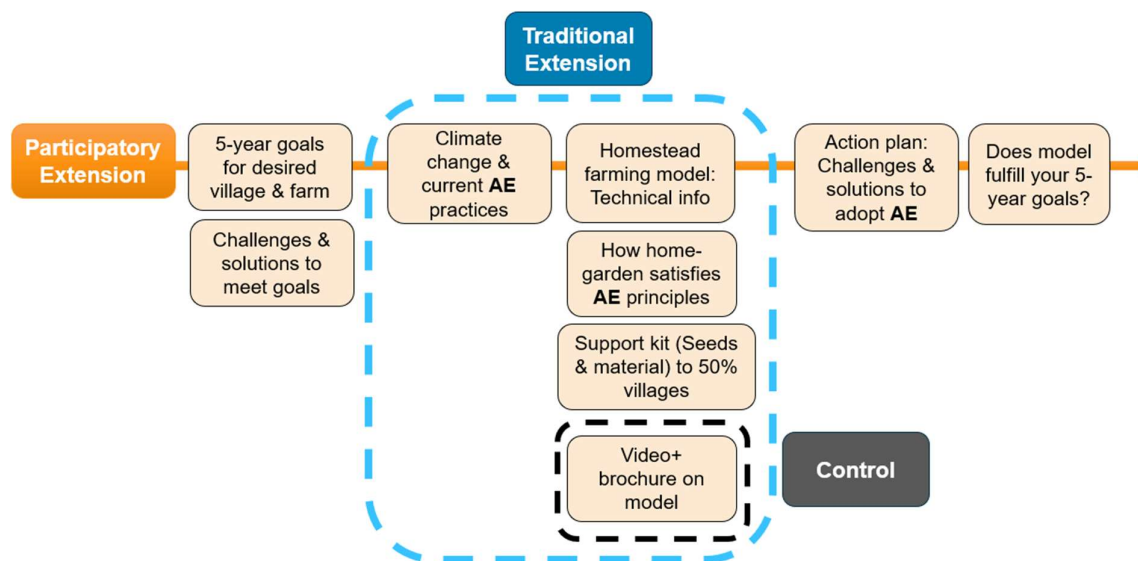 Traditional
Extension
Participatory
Extension
5-year goals
for desired
village & farm
Challenges &
solutions to
meet goals
Climate
change &
current AE
practices
Homestead
farming model:
Technical info
How home-
garden satisfies
AE principles
Support kit (Seeds
& material) to 50%
villages
Video+
brochure on
model
Control
Action plan:
Challenges &
solutions to
adopt AE
Does model
fulfill your 5-
year goals?